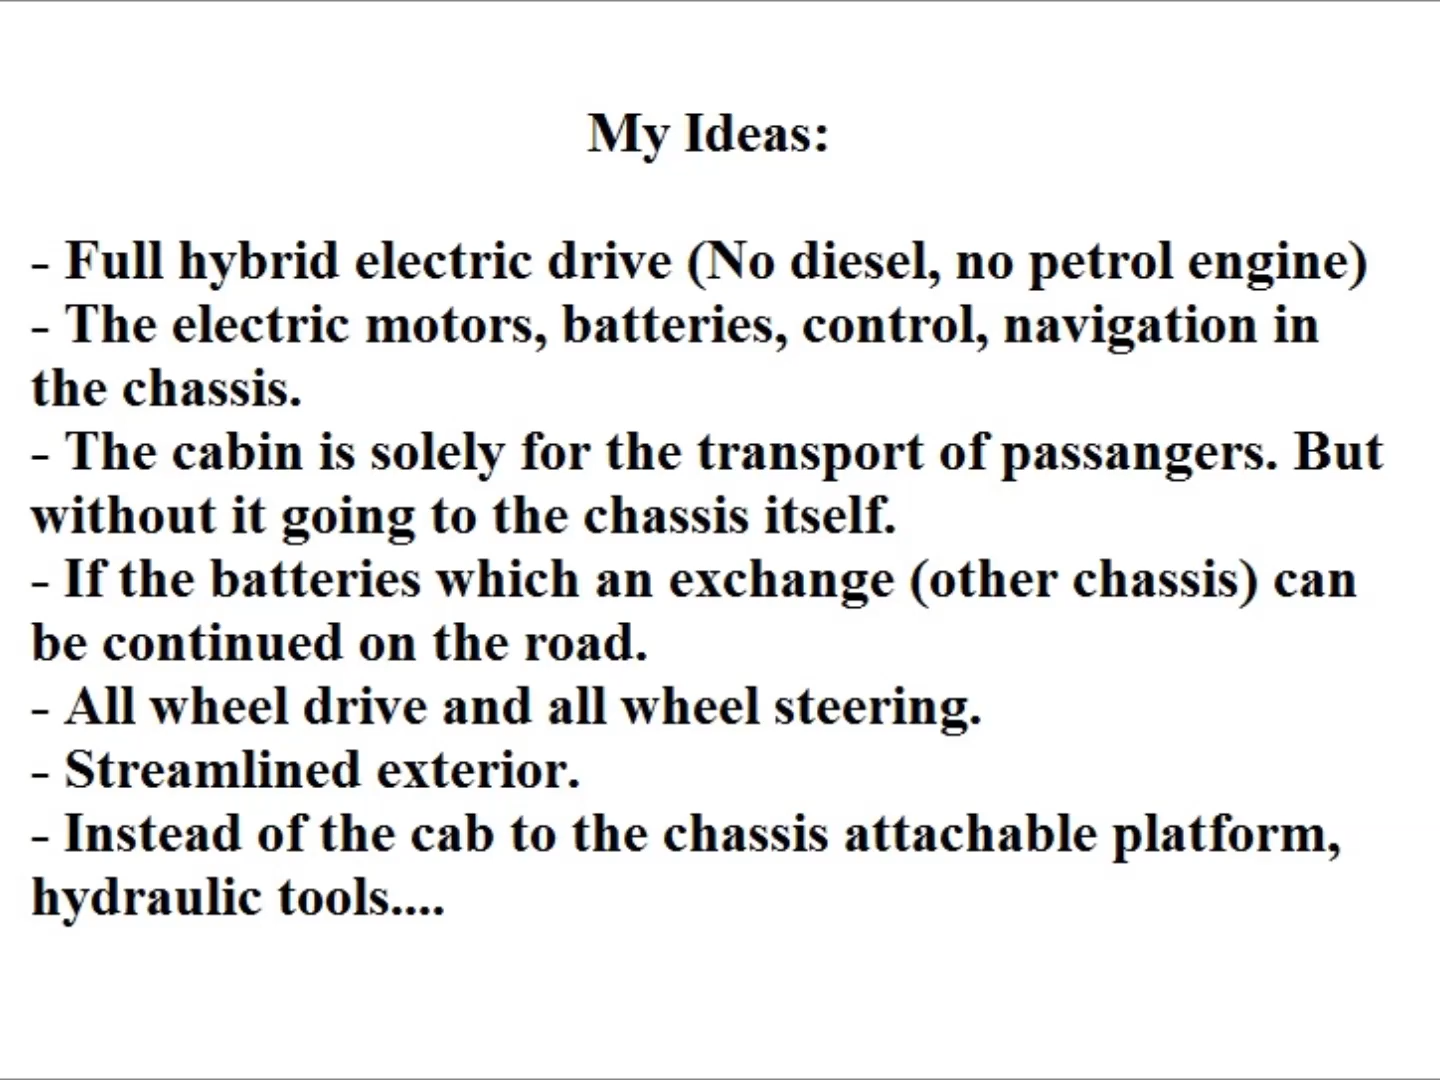 My Ideas:
- Full hybrid electric drive (No diesel, no petrol engine)
- The electric motors, batteries, control, navigation in
the chassis.
- The cabin is solely for the transport of passangers. But
without it going to the chassis itself.
- If the batteries which an exchange (other chassis) can
be continued on the road.
- All wheel drive and all wheel steering.
- Streamlined exterior.
- Instead of the cab to the chassis attachable platform,
hydraulic tools....